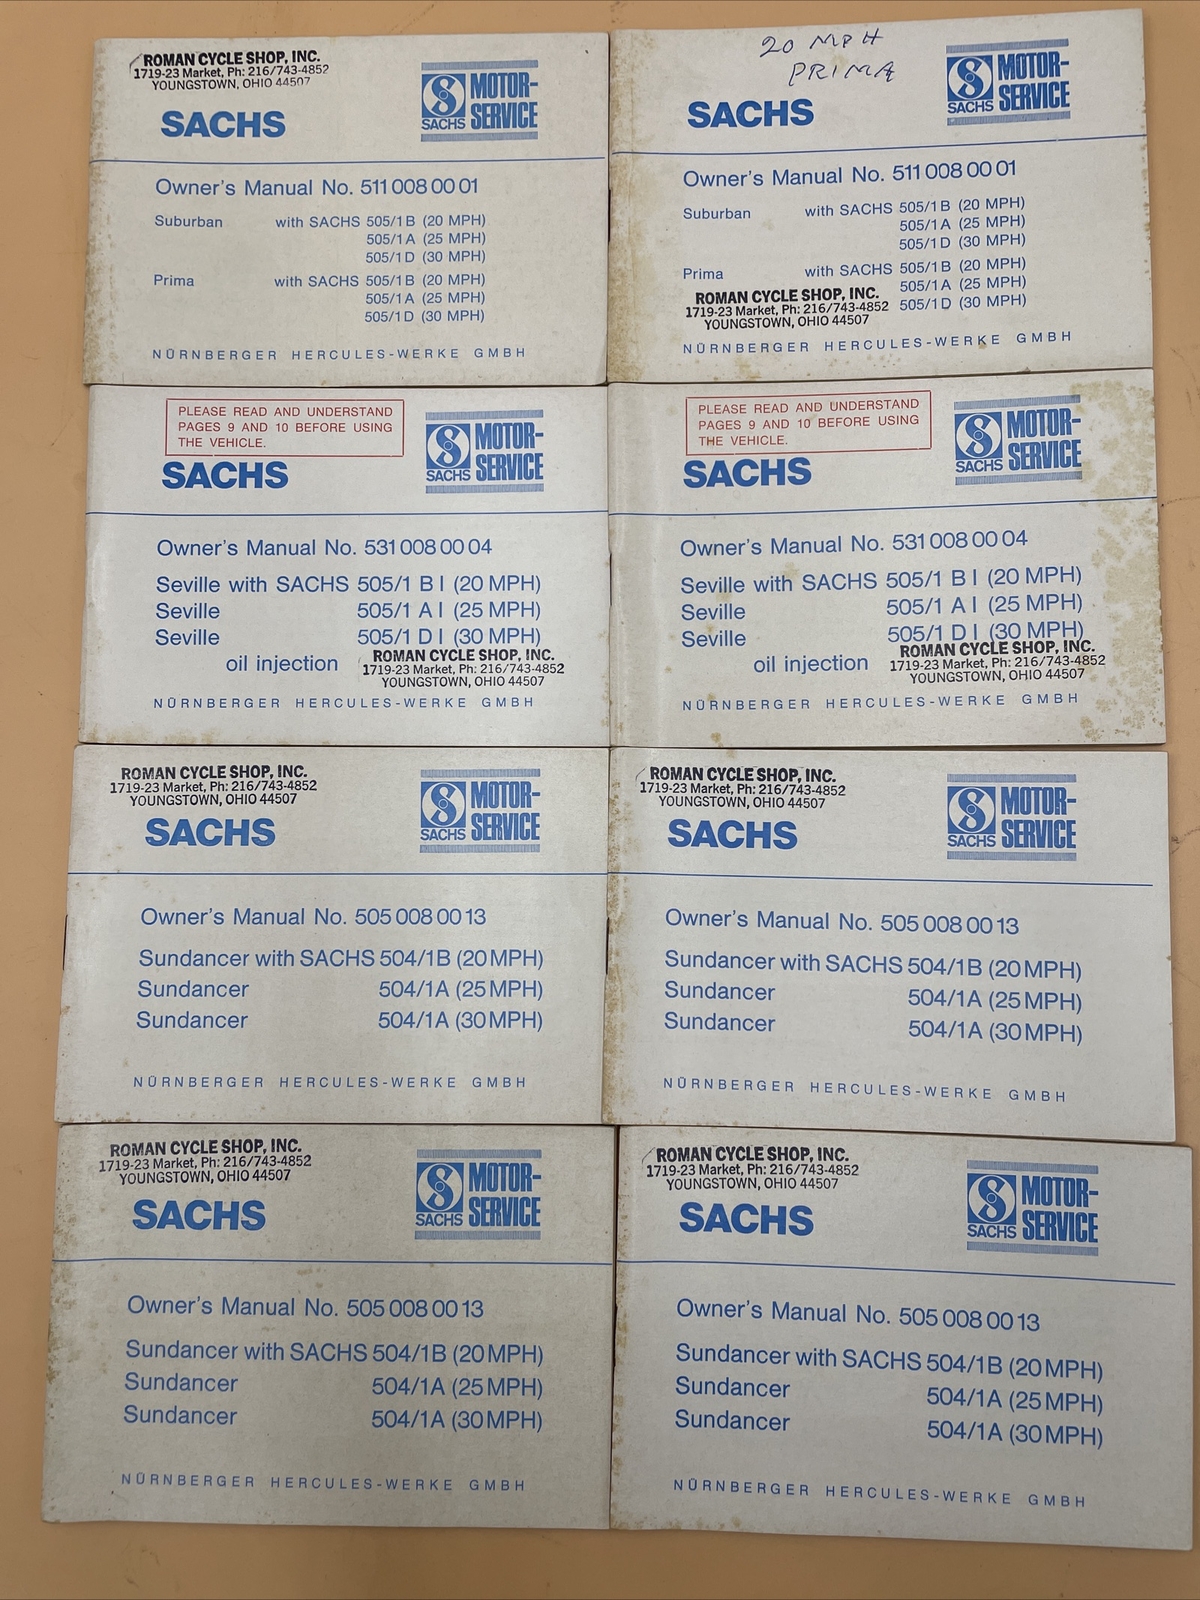 ROMAN CYCLE SHOP, INC.
1719-23 Market, Ph: 216/743-4852
YOUNGSTOWN, OHIO 44507
SACHS
SACHS
MOTOR-
SERVICE
Owner's Manual No. 511 008 00 01
Suburban with SACHS 505/1 B (20 MPH)
505/1 A (25 MPH)
505/1 D (30 MPH)
Prima with SACHS 505/1 B (20 MPH)
505/1 A (25 MPH)
505/1 D (30 MPH)
NÜRNBERGER HERCULES-WERKE GMBH
20 MPH
PRIMA
SACHS
SACHS
MOTOR-
SERVICE
Owner's Manual No. 511 008 00 01
Suburban with SACHS 505/1 B (20 MPH)
505/1 A (25 MPH)
505/1 D (30 MPH)
Prima with SACHS 505/1 B (20 MPH)
505/1 A (25 MPH)
505/1 D (30 MPH)
ROMAN CYCLE SHOP, INC.
1719-23 Market, Ph: 216/743-4852
YOUNGSTOWN, OHIO 44507
NÜRNBERGER HERCULES-WERKE GMBH
PLEASE READ AND UNDERSTAND
PAGES 9 AND 10 BEFORE USING
THE VEHICLE.
SACHS
SACHS
MOTOR-
SERVICE
Owner's Manual No. 531 008 00 04
Seville with SACHS 505/1 B I (20 MPH)
Seville 505/1 A I (25 MPH)
Seville 505/1 D I (30 MPH)
oil injection
ROMAN CYCLE SHOP, INC.
1719-23 Market, Ph: 216/743-4852
YOUNGSTOWN, OHIO 44507
NÜRNBERGER HERCULES-WERKE GMBH
PLEASE READ AND UNDERSTAND
PAGES 9 AND 10 BEFORE USING
THE VEHICLE.
SACHS
SACHS
MOTOR-
SERVICE
Owner's Manual No. 531 008 00 04
Seville with SACHS 505/1 B I (20 MPH)
Seville 505/1 A I (25 MPH)
Seville 505/1 D I (30 MPH)
oil injection
ROMAN CYCLE SHOP, INC.
1719-23 Market, Ph: 216/743-4852
YOUNGSTOWN, OHIO 44507
NÜRNBERGER HERCULES-WERKE GMBH
ROMAN CYCLE SHOP, INC.
1719-23 Market, Ph: 216/743-4852
YOUNGSTOWN, OHIO 44507
SACHS
SACHS
MOTOR-
SERVICE
Owner's Manual No. 505 008 00 13
Sundancer with SACHS 504/1B (20 MPH)
Sundancer 504/1A (25 MPH)
Sundancer 504/1A (30 MPH)
NÜRNBERGER HERCULES-WERKE GMBH
ROMAN CYCLE SHOP, INC.
1719-23 Market, Ph: 216/743-4852
YOUNGSTOWN, OHIO 44507
SACHS
SACHS
MOTOR-
SERVICE
Owner's Manual No. 505 008 00 13
Sundancer with SACHS 504/1B (20 MPH)
Sundancer 504/1A (25 MPH)
Sundancer 504/1A (30 MPH)
NÜRNBERGER HERCULES-WERKE GMBH
ROMAN CYCLE SHOP, INC.
1719-23 Market, Ph: 216/743-4852
YOUNGSTOWN, OHIO 44507
SACHS
SACHS
MOTOR-
SERVICE
Owner's Manual No. 505 008 00 13
Sundancer with SACHS 504/1B (20 MPH)
Sundancer 504/1A (25 MPH)
Sundancer 504/1A (30 MPH)
NÜRNBERGER HERCULES-WERKE GMBH
ROMAN CYCLE SHOP, INC.
1719-23 Market, Ph: 216/743-4852
YOUNGSTOWN, OHIO 44507
SACHS
SACHS
MOTOR-
SERVICE
Owner's Manual No. 505 008 00 13
Sundancer with SACHS 504/1B (20 MPH)
Sundancer 504/1A (25 MPH)
Sundancer 504/1A (30 MPH)
NÜRNBERGER HERCULES-WERKE GMBH